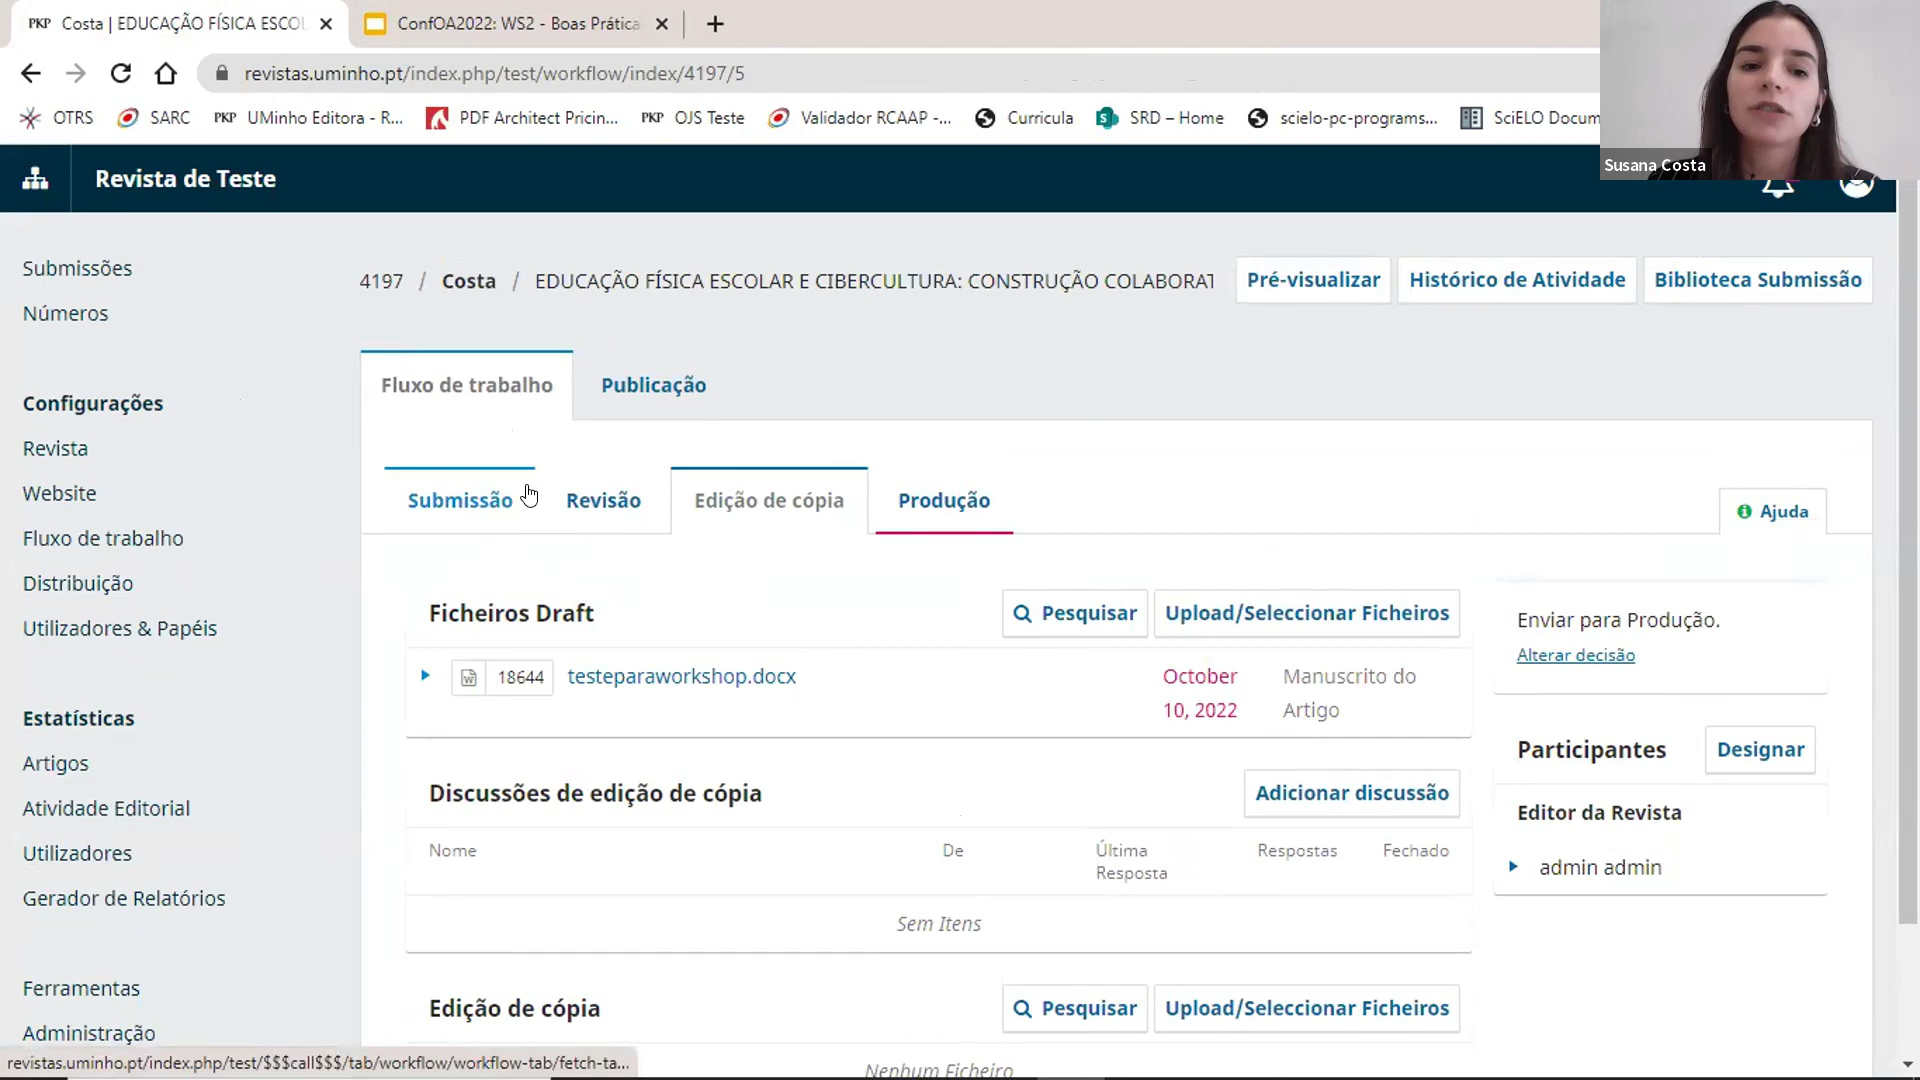 PKP Costa | EDUCAÇÃO FÍSICA ESCOL
ConfOA2022: WS2 - Boas Prática
revistas.uminho.pt/index.php/test/workflow/index/4197/5
OTRS
SARC
PKP UMinho Editora - R...
PDF Architect Pricin...
PKP OJS Teste
Validador RCAAP -...
Curricula
SRD – Home
scielo-pc-programs...
SciELO Docum
Susana Costa
Revista de Teste
Submissões
Números
Configurações
Revista
Website
Fluxo de trabalho
Distribuição
Utilizadores & Papéis
Estatísticas
Artigos
Atividade Editorial
Utilizadores
Gerador de Relatórios
Ferramentas
Administração
4197 / Costa / EDUCAÇÃO FÍSICA ESCOLAR E CIBERCULTURA: CONSTRUÇÃO COLABORAT
Pré-visualizar
Histórico de Atividade
Biblioteca Submissão
Fluxo de trabalho
Publicação
Submissão
Revisão
Edição de cópia
Produção
Ajuda
Ficheiros Draft
Pesquisar
Upload/Seleccionar Ficheiros
18644
testeparaworkshop.docx
October
10, 2022
Manuscrito do
Artigo
Discussões de edição de cópia
Adicionar discussão
Nome
De
Última
Resposta
Respostas
Fechado
Sem Itens
Edição de cópia
Pesquisar
Upload/Seleccionar Ficheiros
Nenhum Ficheiro
Enviar para Produção.
Alterar decisão
Participantes
Designar
Editor da Revista
admin admin
revistas.uminho.pt/index.php/test/$$$call$$$/tab/workflow/workflow-tab/fetch-ta...